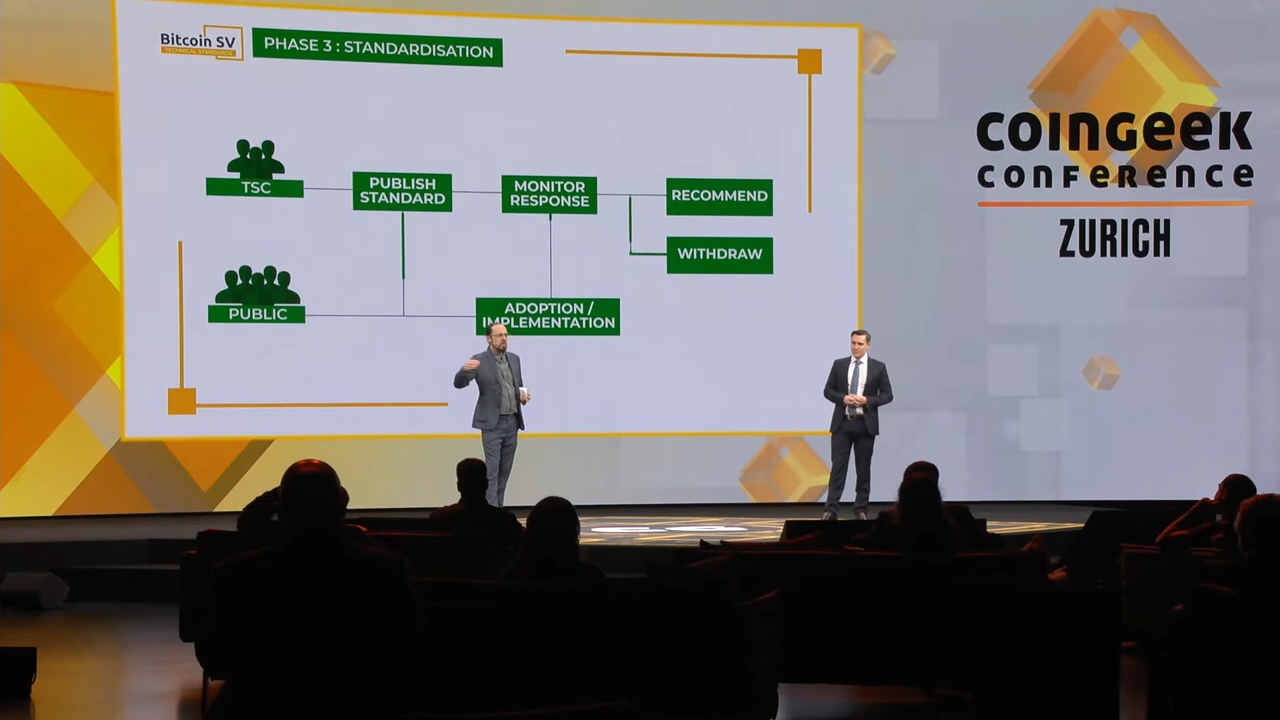 Bitcoin SV
TECHNICAL STANDARDS
PHASE 3 : STANDARDISATION
TSC
PUBLISH
STANDARD
MONITOR
RESPONSE
RECOMMEND
WITHDRAW
PUBLIC
ADOPTION /
IMPLEMENTATION
COINGEEK
CONFERENCE
ZURICH